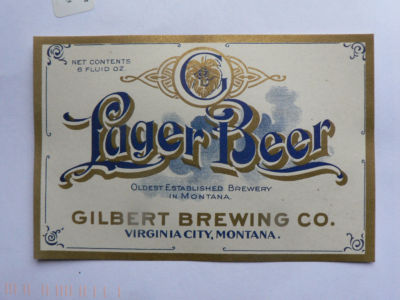 NET CONTENTS
6 FLUID OZ.
G
Lager Beer
OLDEST ESTABLISHED BREWERY
IN MONTANA.
GILBERT BREWING CO.
VIRGINIA CITY, MONTANA.